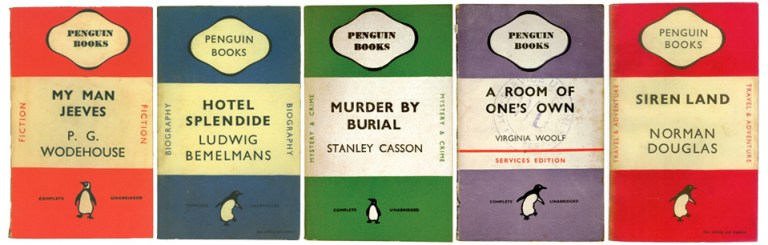 PENGUIN
BOOKS
FICTION
MY MAN
JEEVES
P. G.
WODEHOUSE
FICTION
COMPLETE
UNABRIDGED
PENGUIN
BOOKS
BIOGRAPHY
HOTEL
SPLENDIDE
LUDWIG
BEMELMANS
BIOGRAPHY
COMPLETE
UNABRIDGED
PENGUIN
BOOKS
MYSTERY & CRIME
MURDER BY
BURIAL
STANLEY CASSON
MYSTERY & CRIME
COMPLETE
UNABRIDGED
PENGUIN
BOOKS
A ROOM OF
ONE'S OWN
VIRGINIA WOOLF
SERVICES EDITION
COMPLETE
UNABRIDGED
PENGUIN
BOOKS
TRAVEL & ADVENTURE
SIREN LAND
NORMAN
DOUGLAS
TRAVEL & ADVENTURE